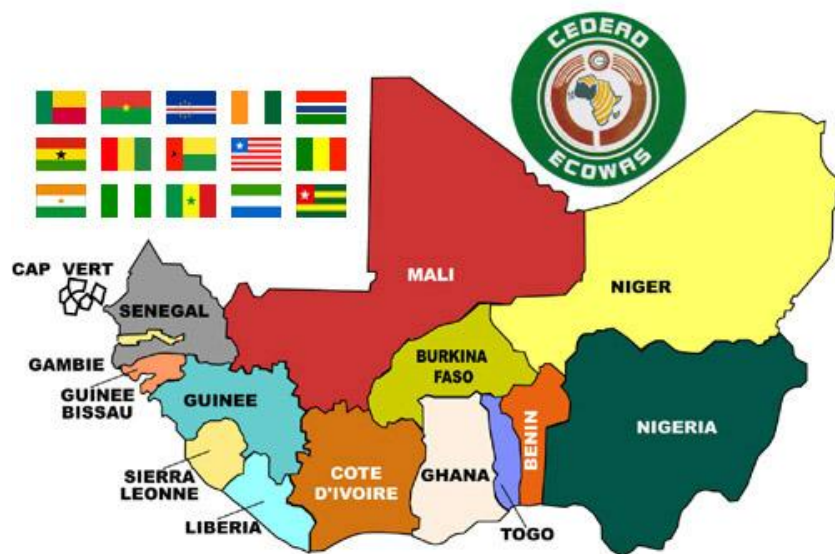 CEDEAO
ECOWAS
MALI
NIGER
CAP VERT
SENEGAL
BURKINA
FASO
GAMBIE
GUINEE
BISSAU
GUINEE
NIGERIA
BENIN
GHANA
COTE
D'IVOIRE
SIERRA
LEONNE
LIBERIA
TOGO